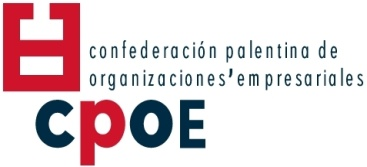 confederación palentina de
organizaciones'empresariales
cpoE